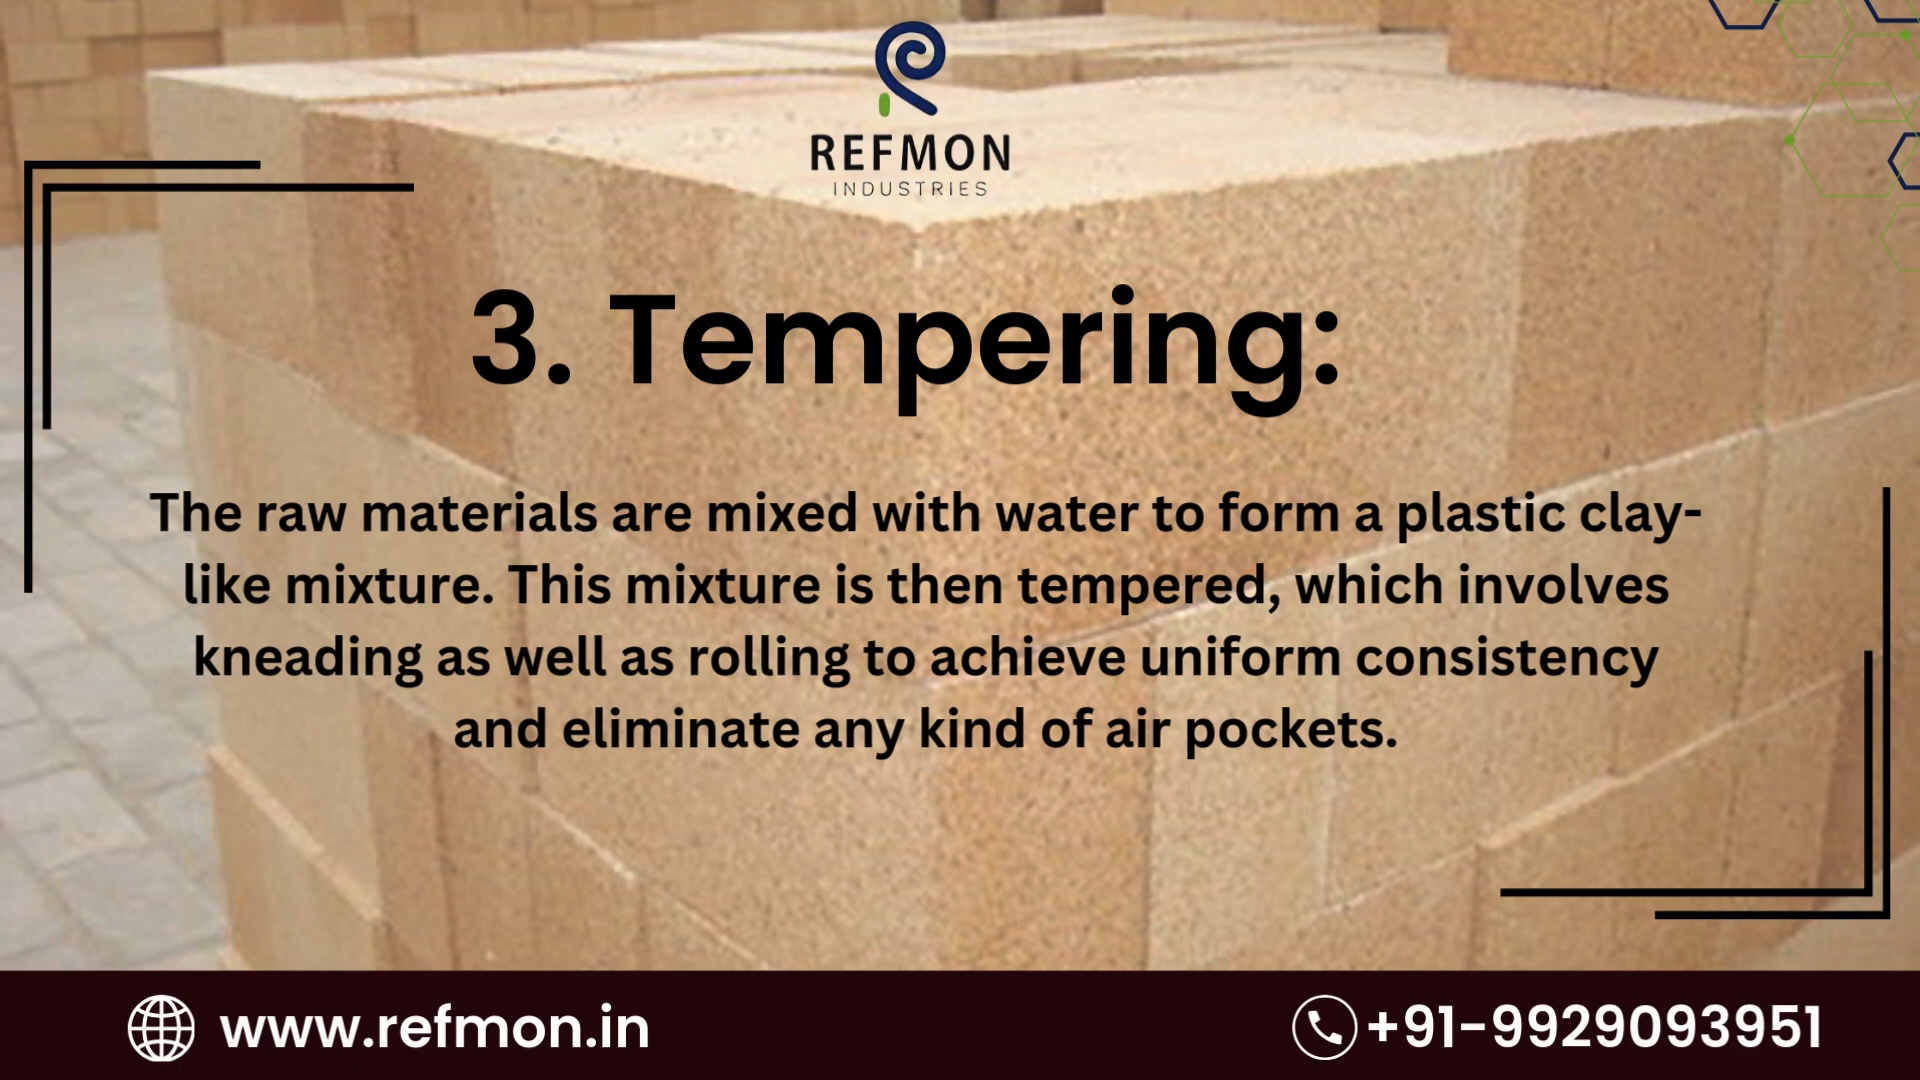 REFMON
INDUSTRIES
3. Tempering:
The raw materials are mixed with water to form a plastic clay-
like mixture. This mixture is then tempered, which involves
kneading as well as rolling to achieve uniform consistency
and eliminate any kind of air pockets.
www.refmon.in
+91-9929093951